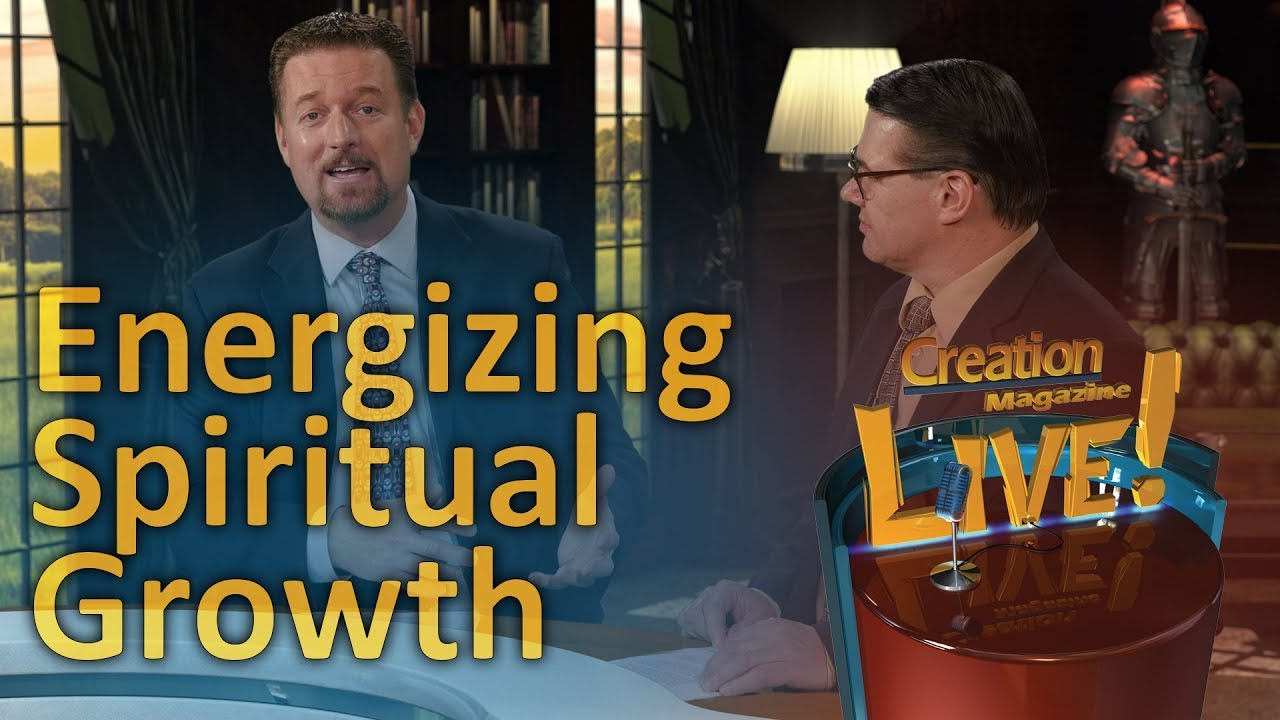 Energizing
Spiritual
Growth
Creation
Magazine
LIVE!